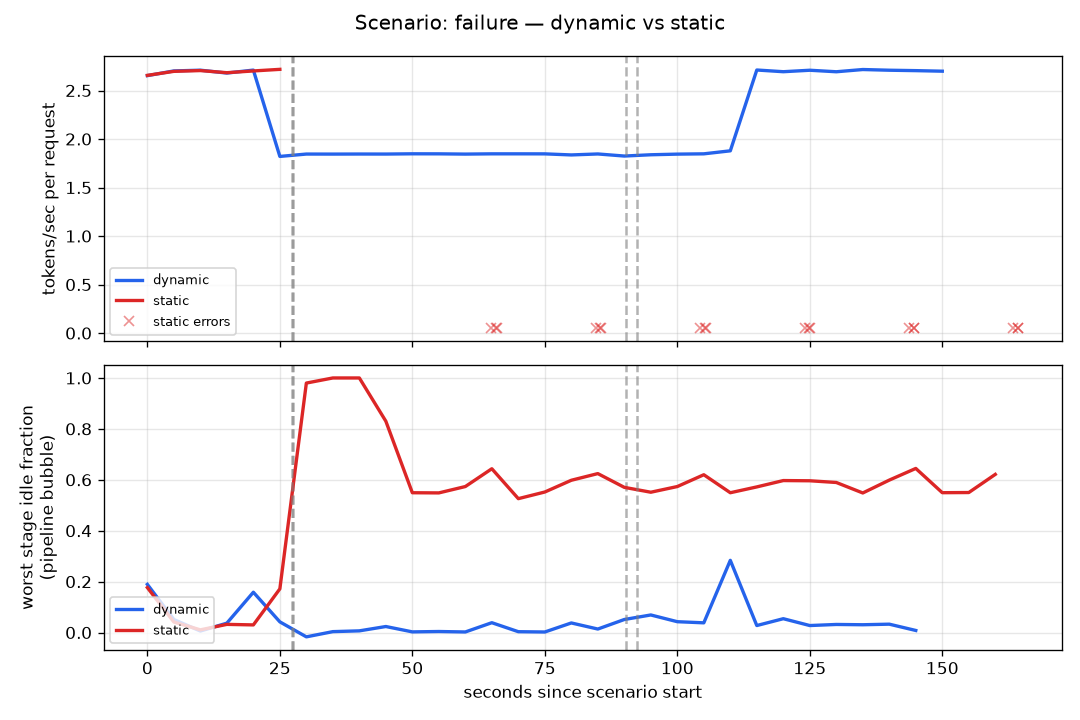 Scenario: failure — dynamic vs static
tokens/sec per request
2.5
2.0
1.5
1.0
0.5
0.0
dynamic
static
static errors
worst stage idle fraction
(pipeline bubble)
1.0
0.8
0.6
0.4
0.2
0.0
dynamic
static
0 25 50 75 100 125 150
seconds since scenario start